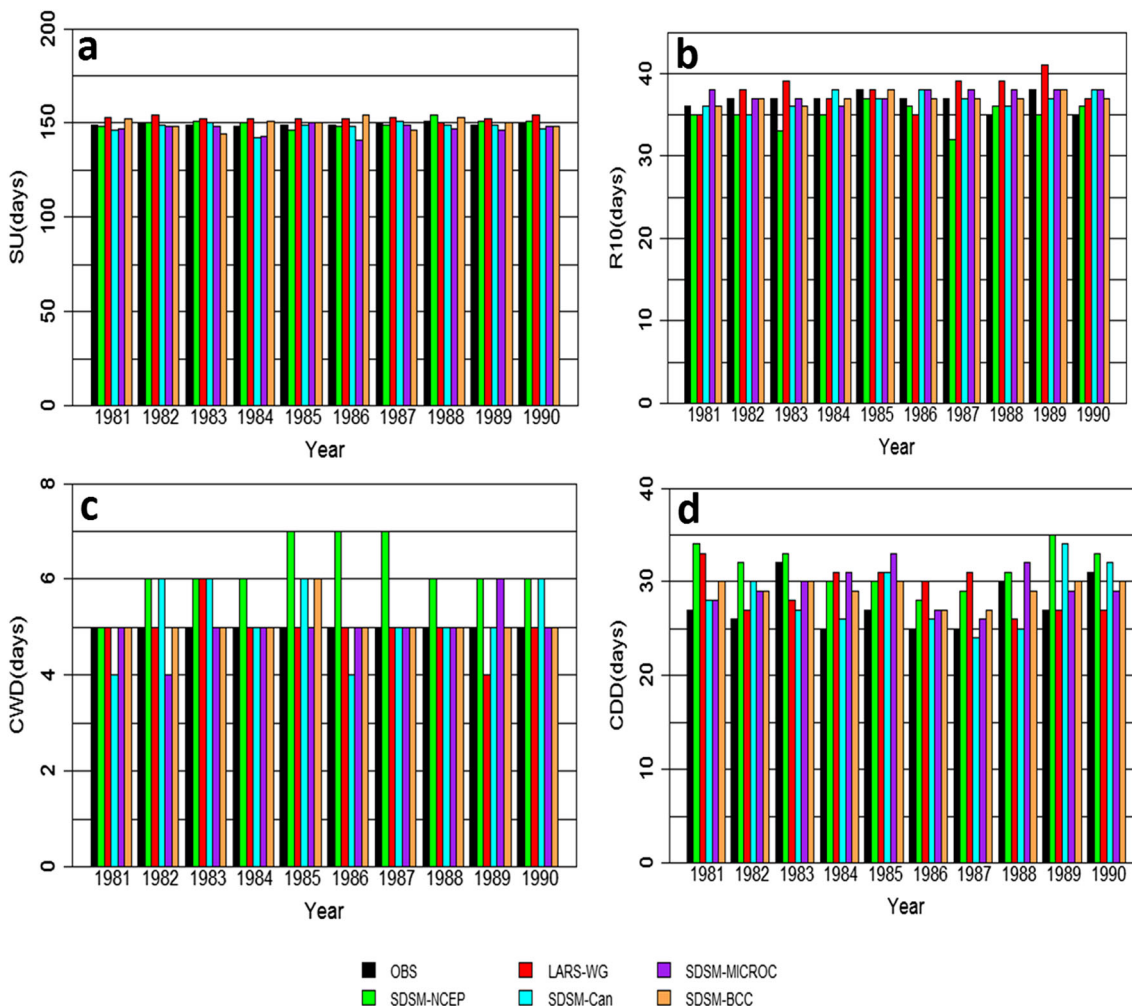 a
SU(days)
0
50
100
150
200
1981 1982 1983 1984 1985 1986 1987 1988 1989 1990
Year
b
R10(days)
0
10
20
30
40
1981 1982 1983 1984 1985 1986 1987 1988 1989 1990
Year
c
CWD(days)
0
2
4
6
8
1981 1982 1983 1984 1985 1986 1987 1988 1989 1990
Year
d
CDD(days)
0
10
20
30
40
1981 1982 1983 1984 1985 1986 1987 1988 1989 1990
Year
OBS
LARS-WG
SDSM-MICROC
SDSM-NCEP
SDSM-Can
SDSM-BCC